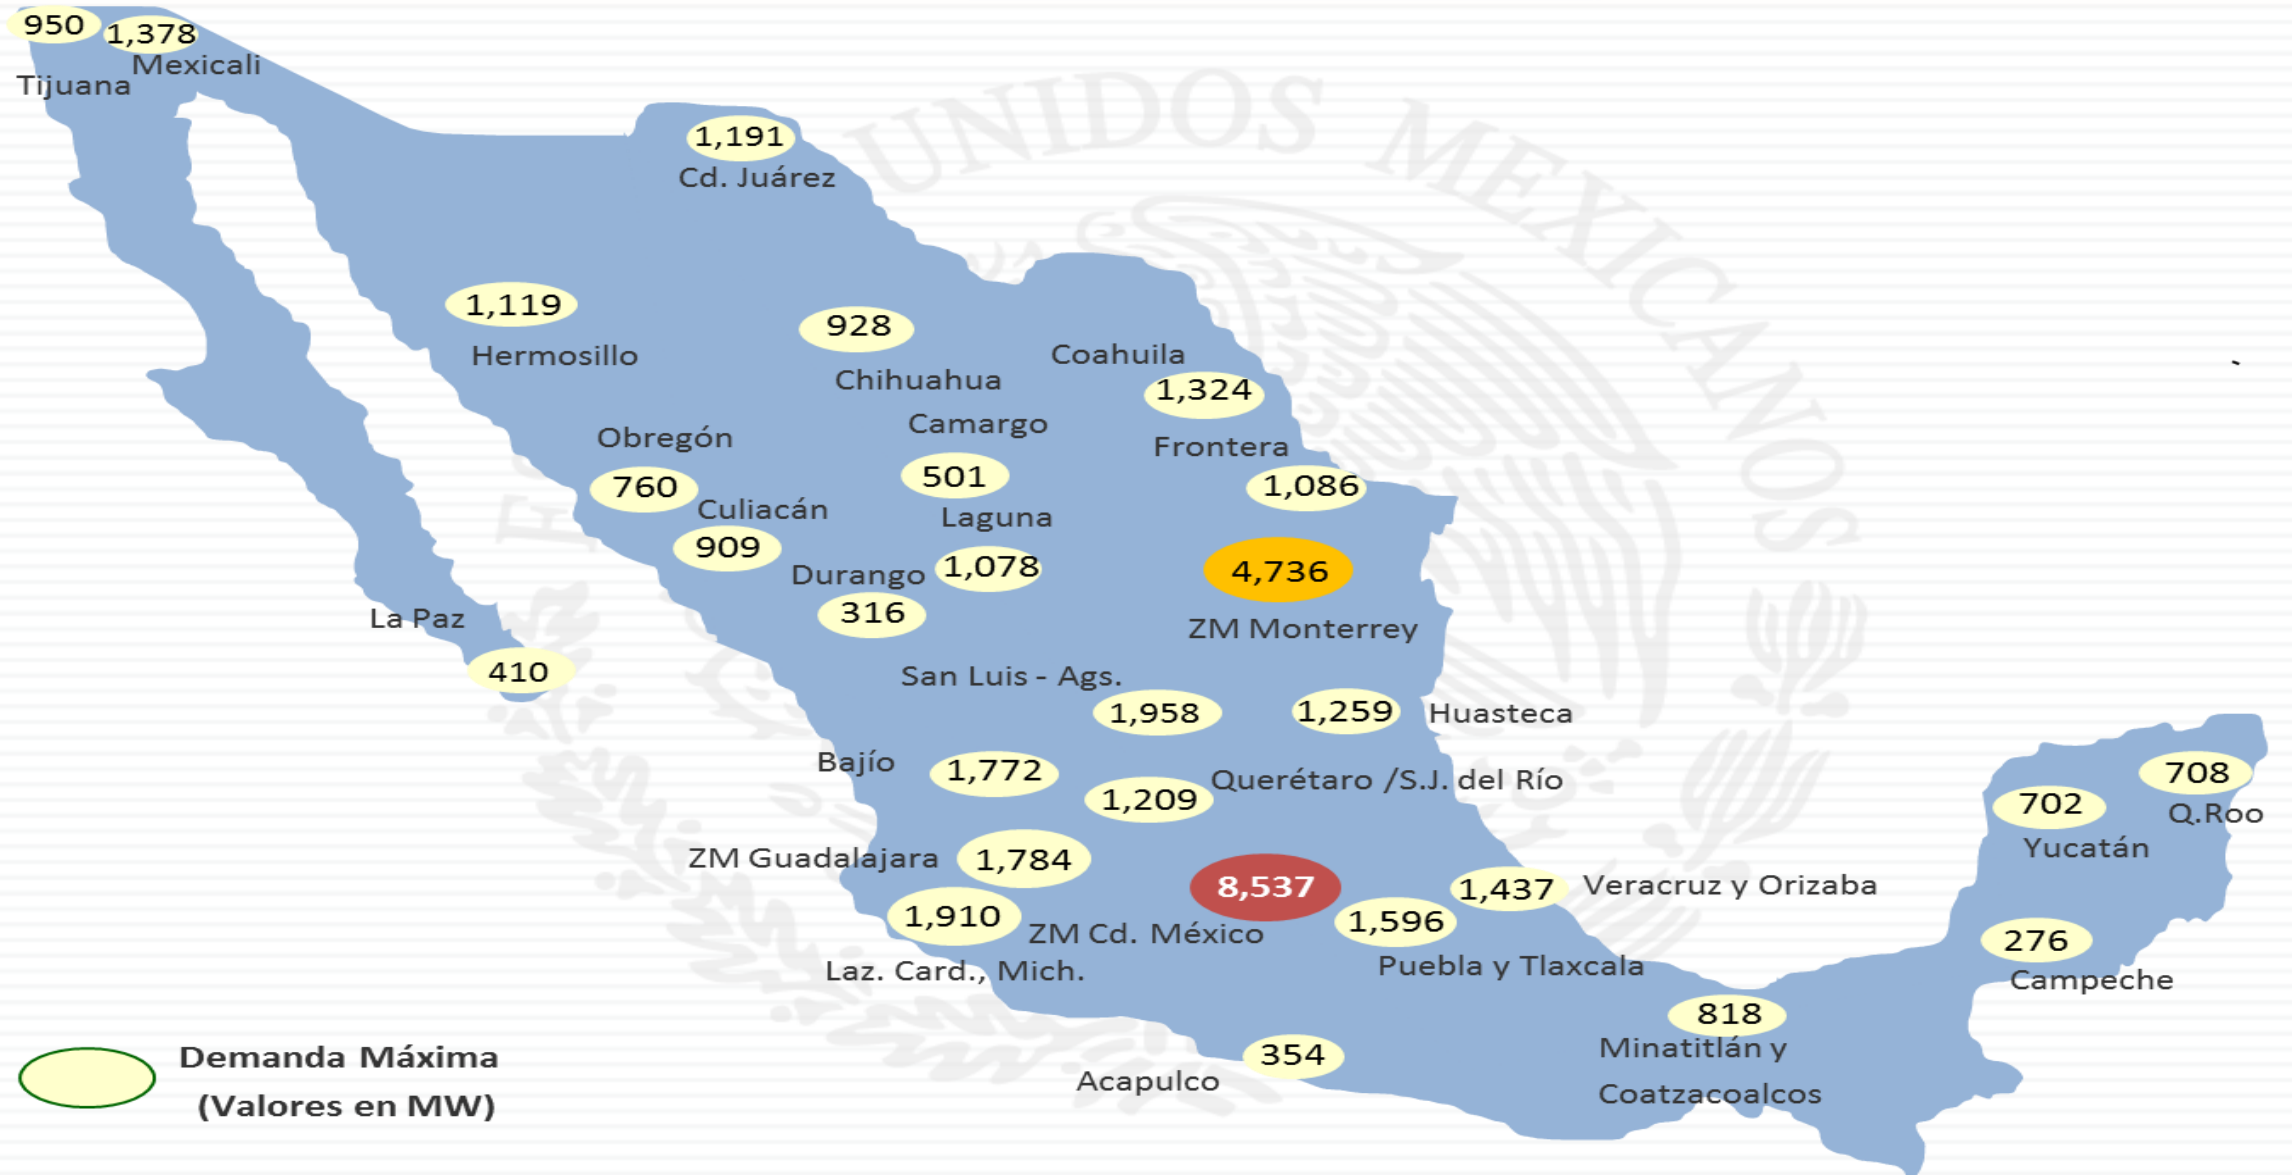 950
1,378
Mexicali
Tijuana
UNIDOS MEXICANOS
1,191
Cd. Juárez
1,119
Hermosillo
928
Chihuahua
Coahuila
1,324
Camargo
501
Frontera
1,086
Obregón
760
Culiacán
909
Laguna
1,078
Durango
316
4,736
ZM Monterrey
La Paz
410
San Luis - Ags.
1,958
1,259
Huasteca
Bajío
1,772
1,209
Querétaro /S.J. del Río
708
Q.Roo
702
Yucatán
ZM Guadalajara
1,784
8,537
ZM Cd. México
1,437
Veracruz y Orizaba
1,910
Laz. Card., Mich.
1,596
Puebla y Tlaxcala
276
Campeche
818
Minatitlán y
Coatzacoalcos
354
Acapulco
Demanda Máxima
(Valores en MW)